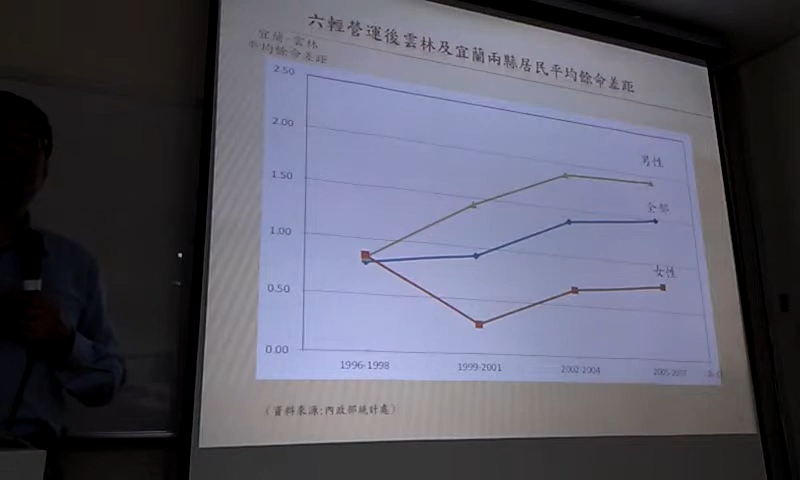 六輕營運後雲林及宜蘭兩縣居民平均餘命差距
宜蘭-雲林
平均餘命差距
2.50
2.00
1.50
1.00
0.50
0.00
男性
全部
女性
1996-1998
1999-2001
2002-2004
2005-2007
(資料來源:內政部統計處)